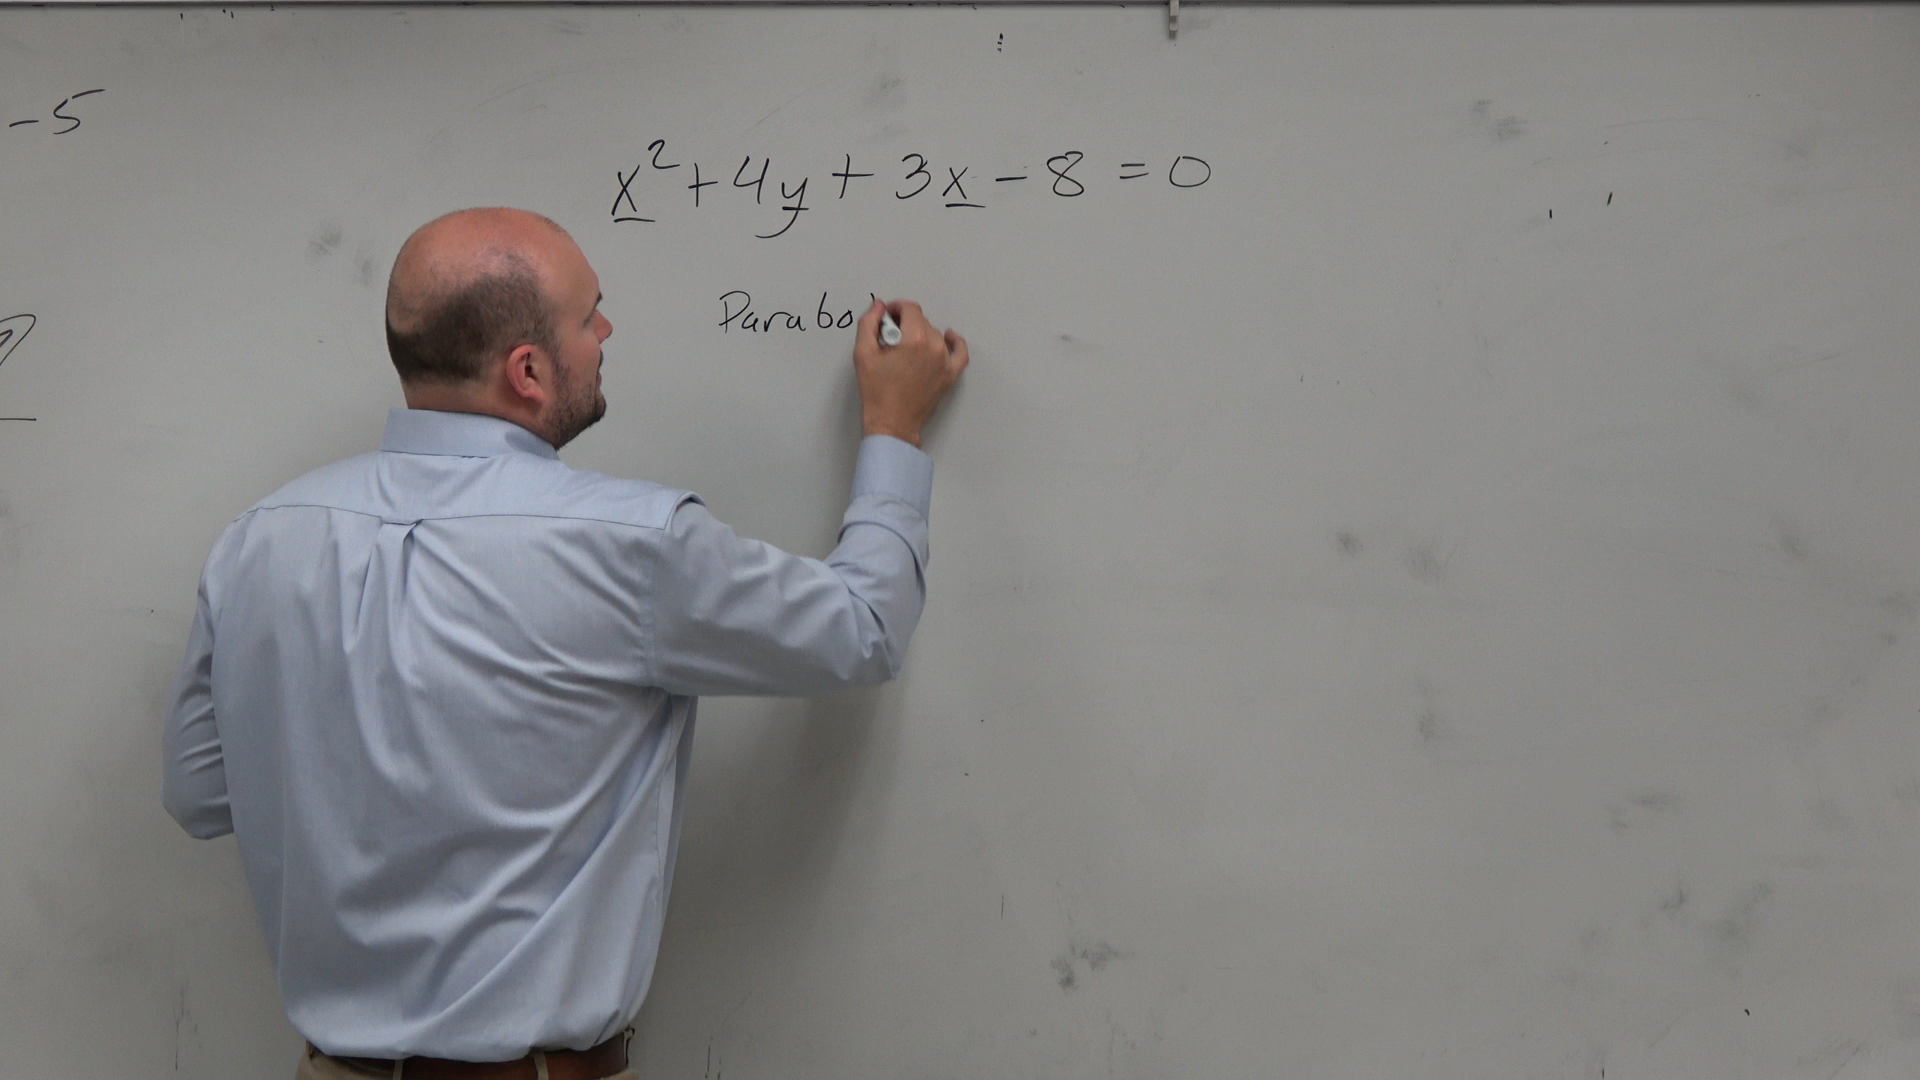 -5
x² + 4y + 3x - 8 = 0
Parabo